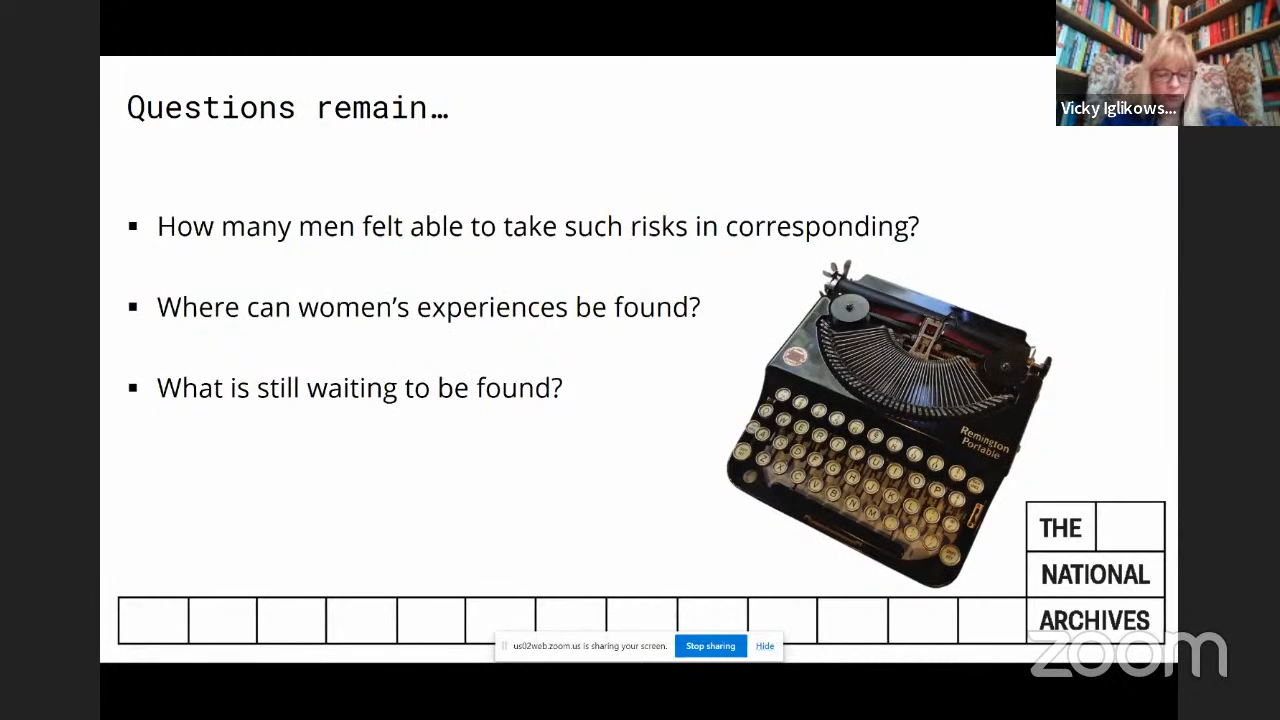 Questions remain…
Vicky Iglikows...
▪ How many men felt able to take such risks in corresponding?
▪ Where can women’s experiences be found?
▪ What is still waiting to be found?
Remington
Portable
THE
NATIONAL
ARCHIVES
us02web.zoom.us is sharing your screen.
Stop sharing
Hide
zoom